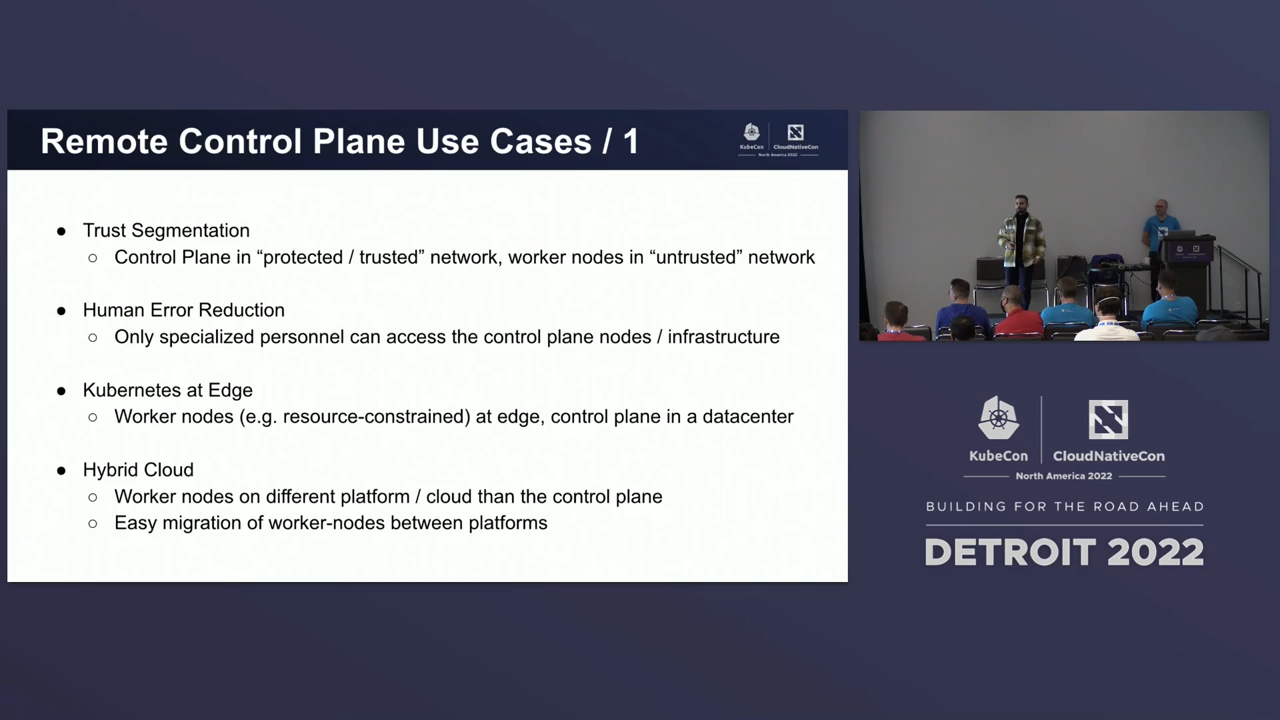 Remote Control Plane Use Cases / 1
KubeCon
CloudNativeCon
North America 2022
● Trust Segmentation
○ Control Plane in “protected / trusted” network, worker nodes in “untrusted” network
● Human Error Reduction
○ Only specialized personnel can access the control plane nodes / infrastructure
● Kubernetes at Edge
○ Worker nodes (e.g. resource-constrained) at edge, control plane in a datacenter
● Hybrid Cloud
○ Worker nodes on different platform / cloud than the control plane
○ Easy migration of worker-nodes between platforms
KubeCon
CloudNativeCon
North America 2022
BUILDING FOR THE ROAD AHEAD
DETROIT 2022